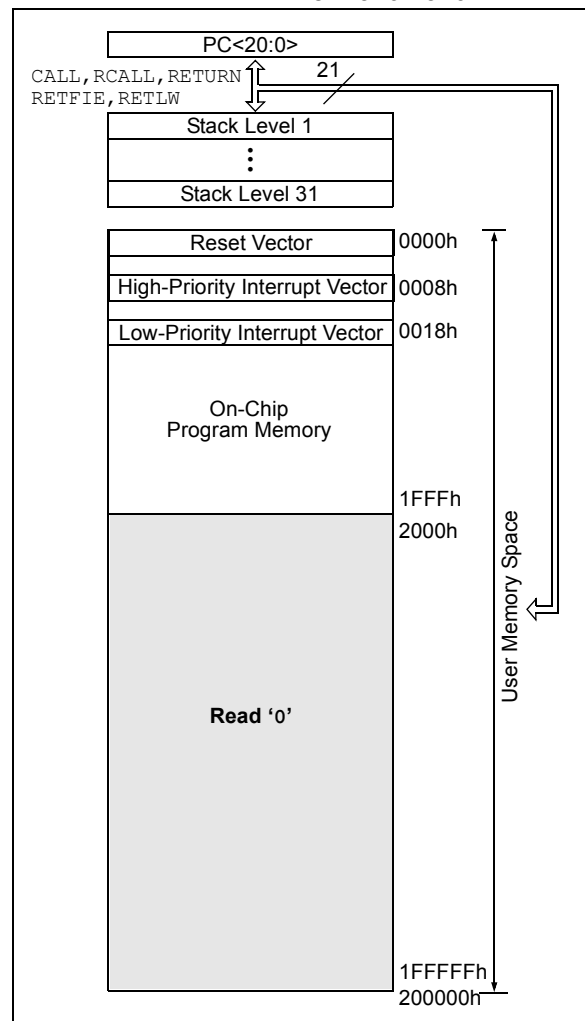 PC<20:0>
CALL,RCALL,RETURN
RETFIE,RETLW
21
Stack Level 1
Stack Level 31
Reset Vector
0000h
High-Priority Interrupt Vector
0008h
Low-Priority Interrupt Vector
0018h
On-Chip
Program Memory
1FFFh
2000h
User Memory Space
Read ‘0’
1FFFFFh
200000h